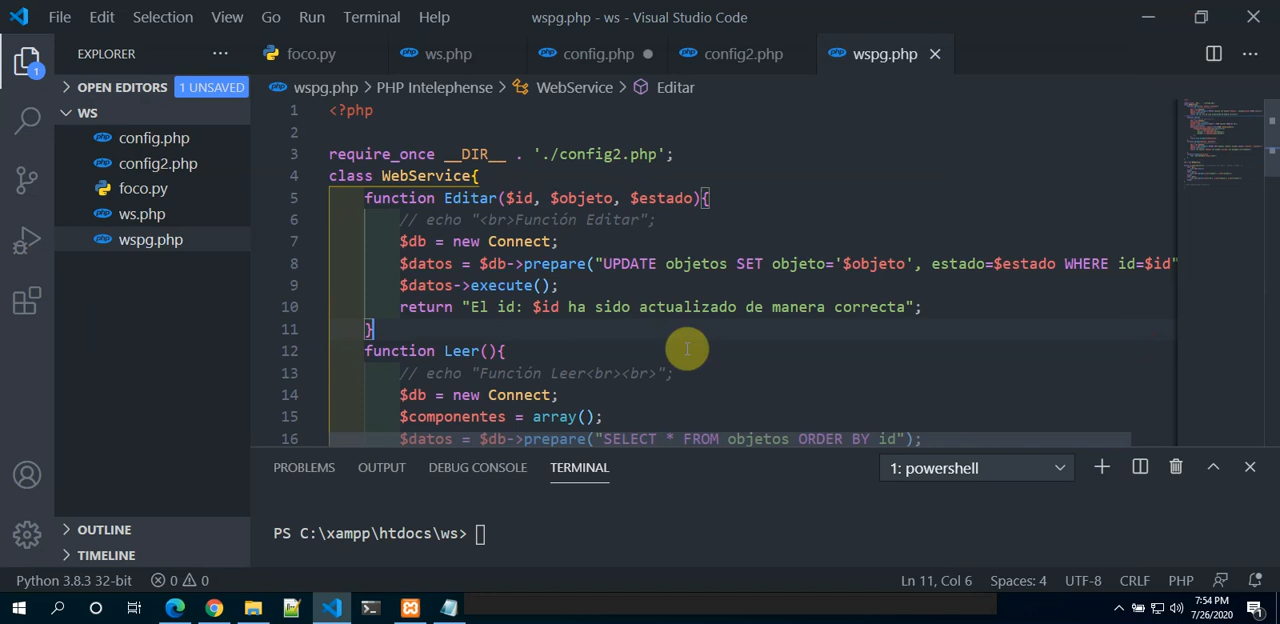 File Edit Selection View Go Run Terminal Help wspg.php - ws - Visual Studio Code
EXPLORER ... foco.py ws.php config.php config2.php wspg.php
1
OPEN EDITORS 1 UNSAVED
wspg.php > PHP Intelephense > WebService > Editar
WS
config.php
config2.php
foco.py
ws.php
wspg.php
1 <?php
2
3 require_once __DIR__ . './config2.php';
4 class WebService{
5 function Editar($id, $objeto, $estado){
6 // echo "<br>Función Editar";
7 $db = new Connect;
8 $datos = $db->prepare("UPDATE objetos SET objeto='$objeto', estado=$estado WHERE id=$id"
9 $datos->execute();
10 return "El id: $id ha sido actualizado de manera correcta";
11 }
12 function Leer(){
13 // echo "Función Leer<br><br>";
14 $db = new Connect;
15 $componentes = array();
16 $datos = $db->prepare("SELECT * FROM objetos ORDER BY id");
PROBLEMS OUTPUT DEBUG CONSOLE TERMINAL 1: powershell
PS C:\xampp\htdocs\ws>
OUTLINE
TIMELINE
Python 3.8.3 32-bit 0 0 Ln 11, Col 6 Spaces: 4 UTF-8 CRLF PHP
7:54 PM
7/26/2020
1